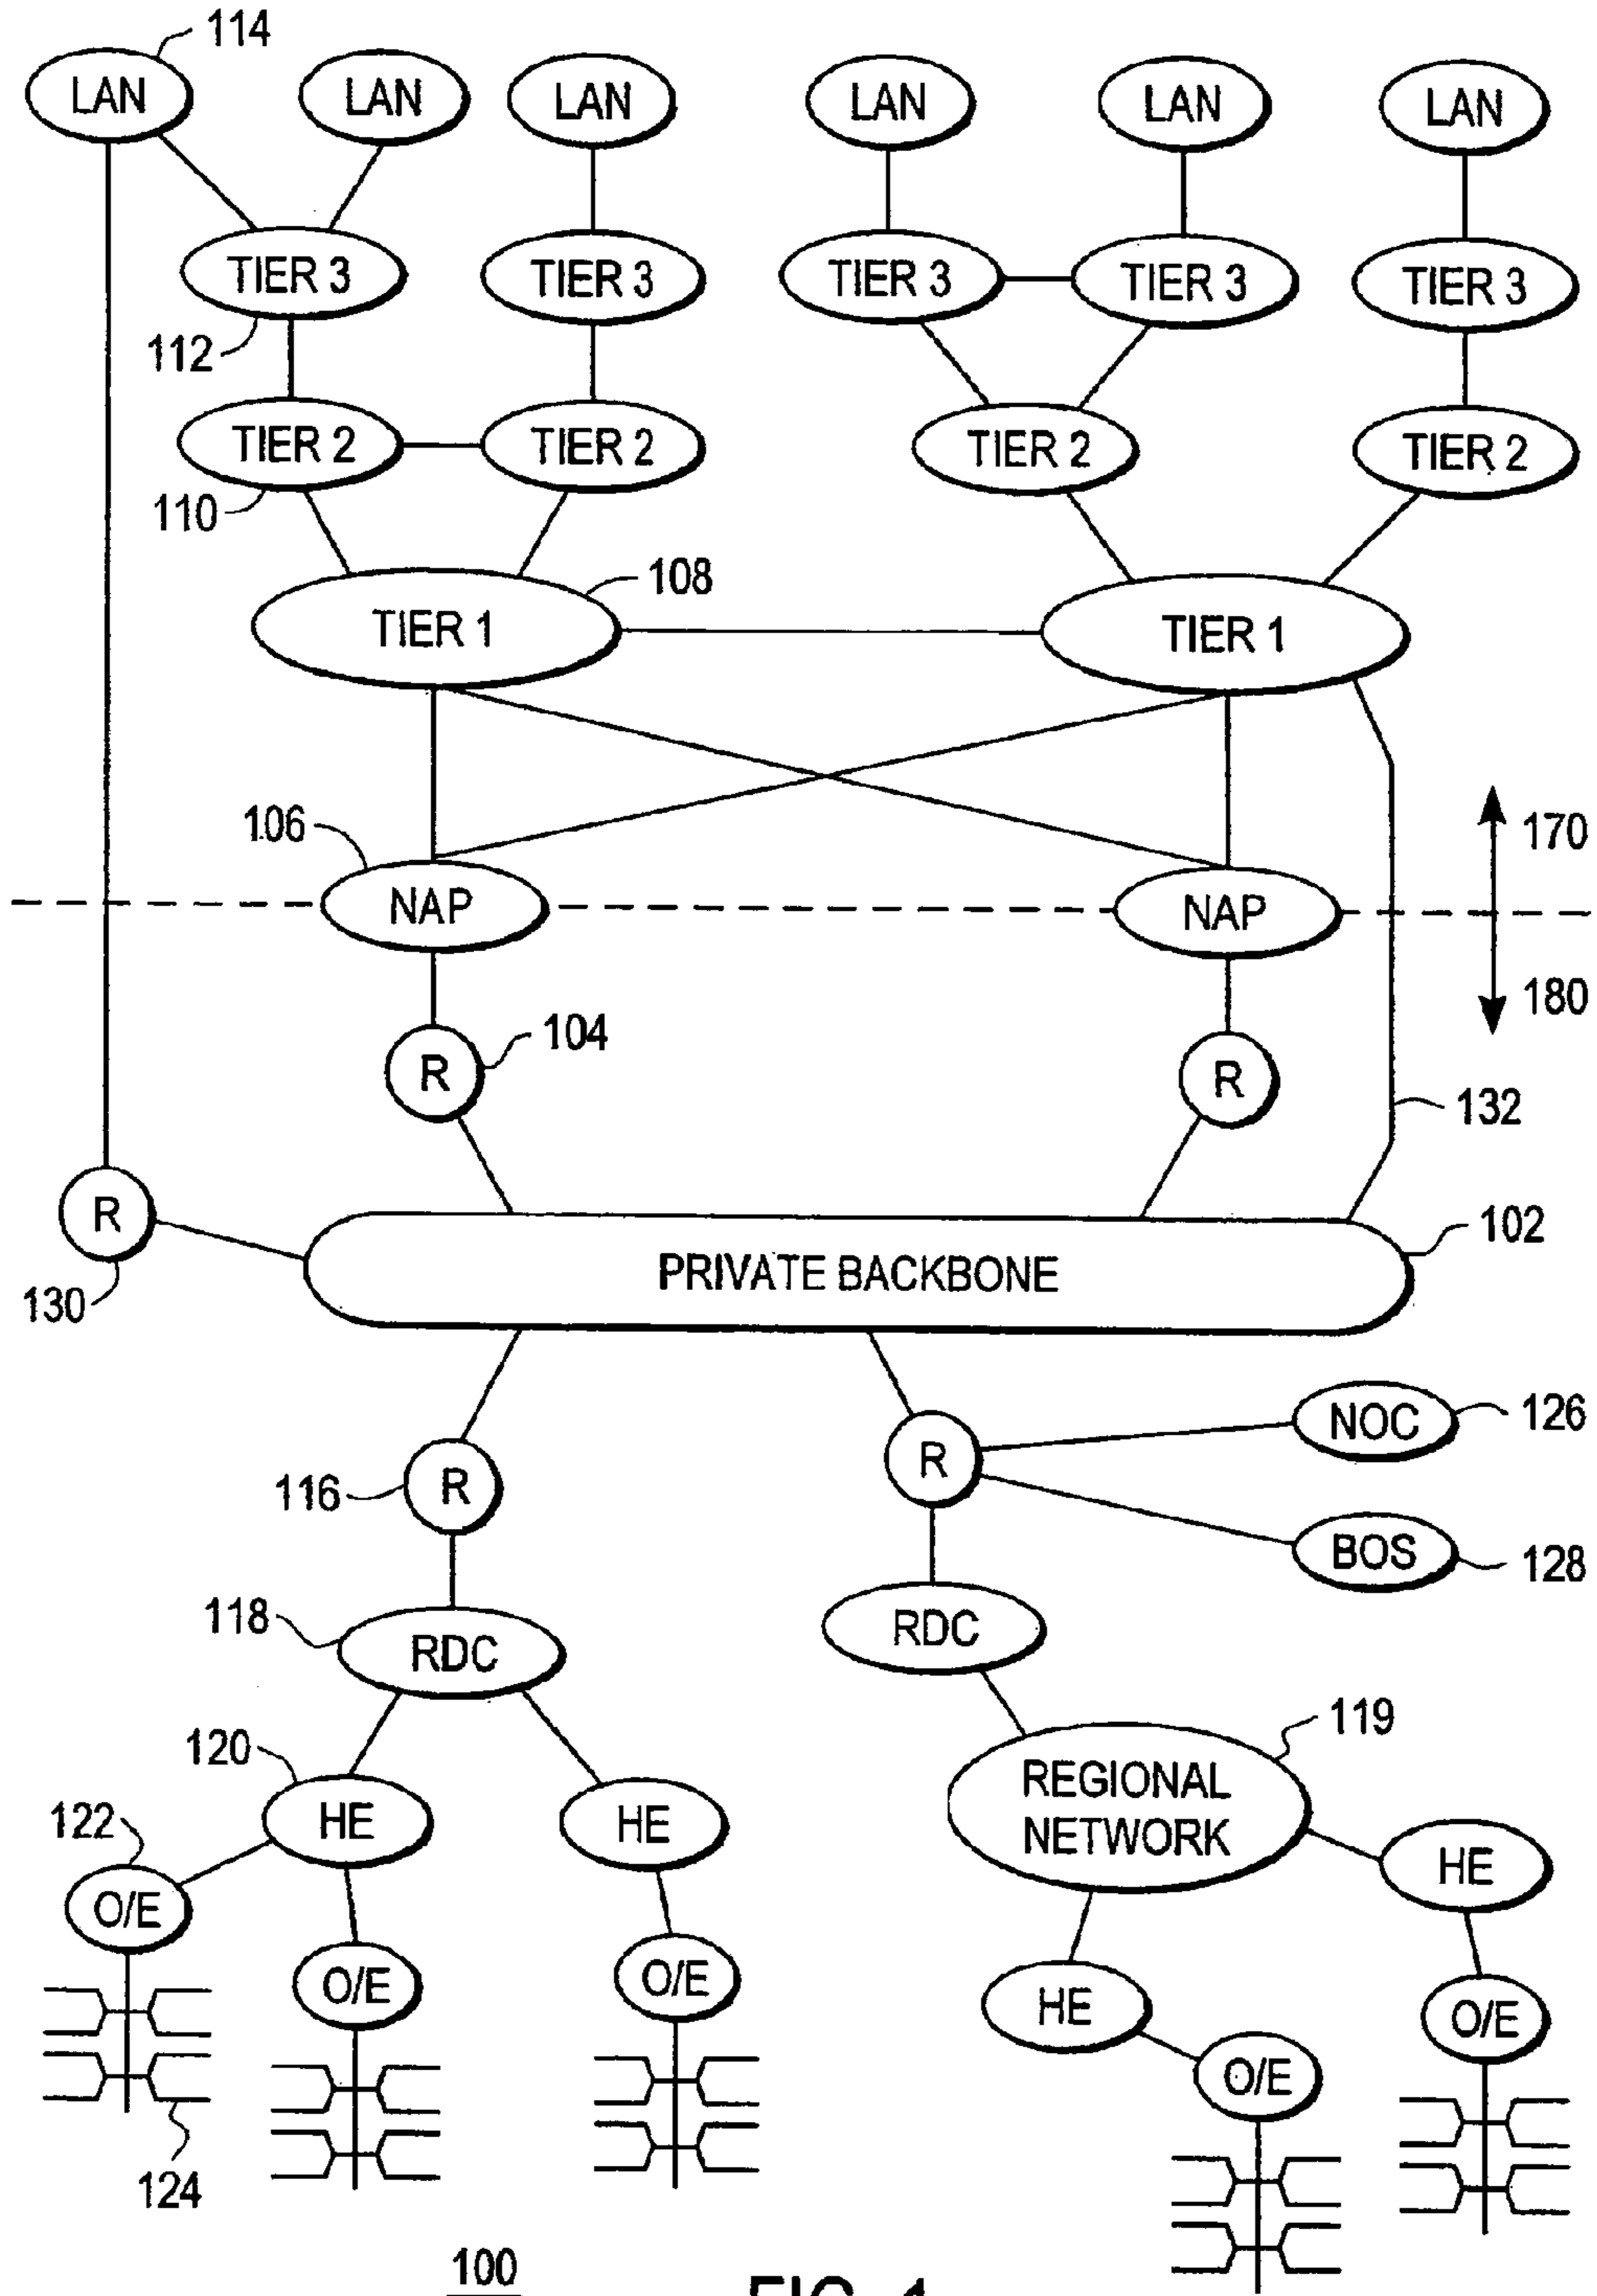 114
LAN
LAN
LAN
LAN
LAN
LAN
TIER 3
TIER 3
TIER 3
TIER 3
TIER 3
112
TIER 2
TIER 2
TIER 2
TIER 2
110
108
TIER 1
TIER 1
106
170
NAP
NAP
180
104
R
R
132
R
102
PRIVATE BACKBONE
130
NOC
126
R
116
R
BOS
128
118
RDC
RDC
119
120
REGIONAL
NETWORK
122
HE
HE
HE
O/E
O/E
O/E
HE
O/E
O/E
124
100
FIG. 1